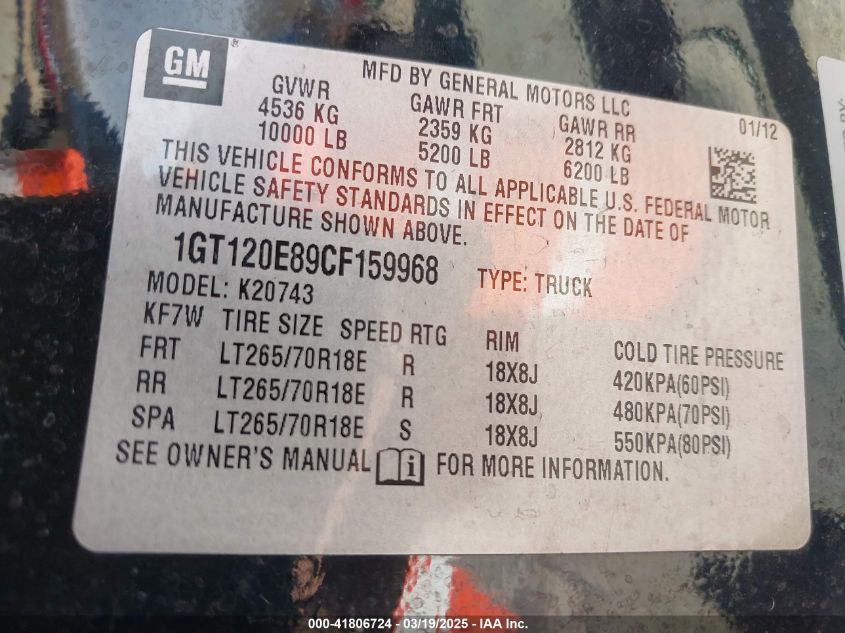 GM
MFD BY GENERAL MOTORS LLC
GVWR GAWR FRT GAWR RR 01/12
4536 KG 2359 KG 2812 KG
10000 LB 5200 LB 6200 LB
THIS VEHICLE CONFORMS TO ALL APPLICABLE U.S. FEDERAL MOTOR
VEHICLE SAFETY STANDARDS IN EFFECT ON THE DATE OF
MANUFACTURE SHOWN ABOVE.
1GT120E89CF159968 TYPE: TRUCK
MODEL: K20743
KF7W TIRE SIZE SPEED RTG RIM COLD TIRE PRESSURE
FRT LT265/70R18E R 18X8J 420KPA(60PSI)
RR LT265/70R18E R 18X8J 480KPA(70PSI)
SPA LT265/70R18E S 18X8J 550KPA(80PSI)
SEE OWNER'S MANUAL i FOR MORE INFORMATION.
000-41806724 - 03/19/2025 - IAA Inc.